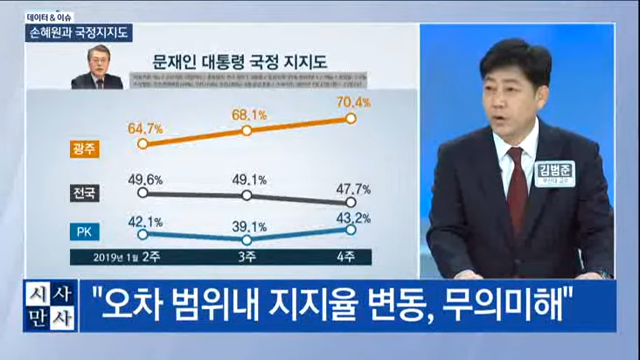 데이터 & 이슈
손혜원과 국정지지도
문재인 대통령 국정 지지도
광주 64.7% 68.1% 70.4%
전국 49.6% 49.1% 47.7%
PK 42.1% 39.1% 43.2%
2019년 1월 2주 3주 4주
김범준
시사
만사
"오차 범위내 지지율 변동, 무의미해"